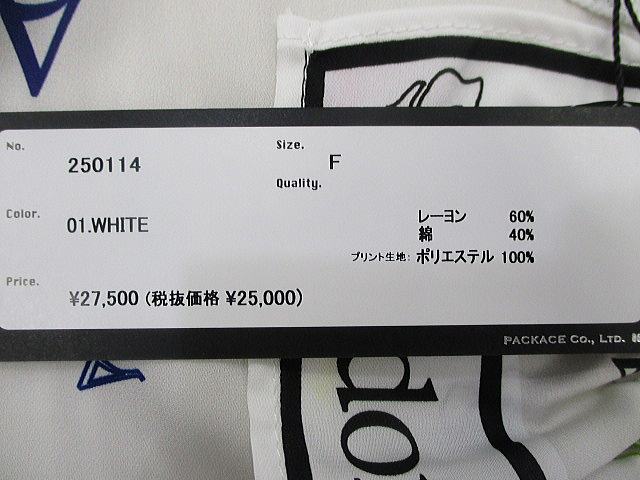 No. 250114
Size. F
Quality.
Color. 01.WHITE
レーヨン 60%
綿 40%
プリント生地: ポリエステル 100%
Price. ¥27,500 (税抜価格 ¥25,000)
PACKACE Co., LTD.
do